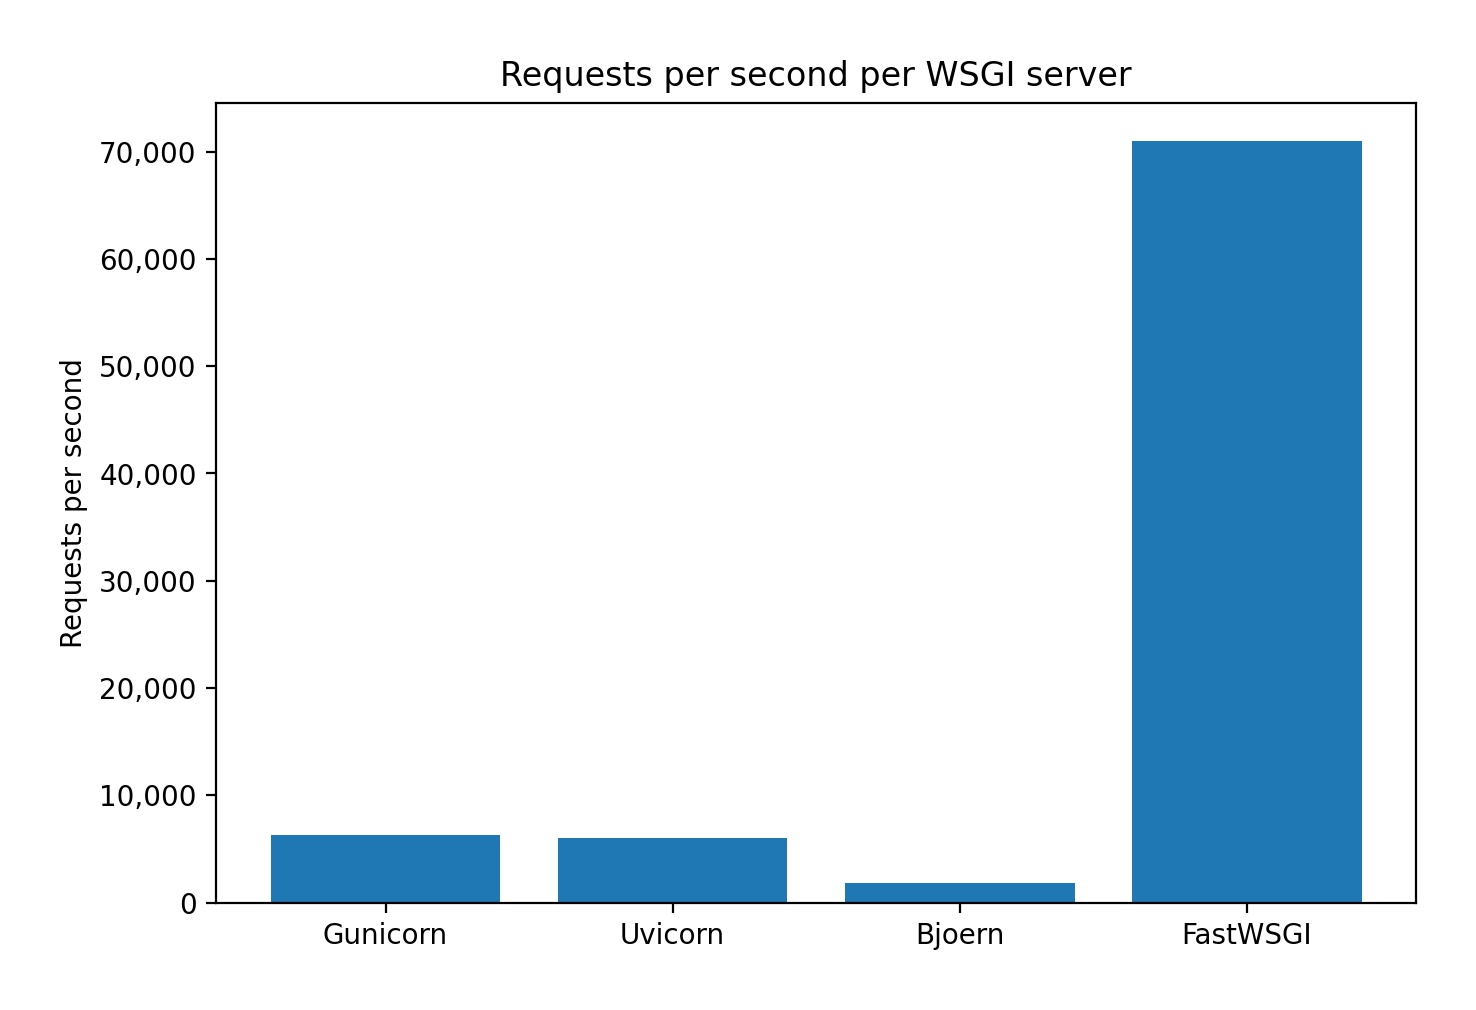 Requests per second per WSGI server
Requests per second
70,000
60,000
50,000
40,000
30,000
20,000
10,000
0
Gunicorn
Uvicorn
Bjoern
FastWSGI